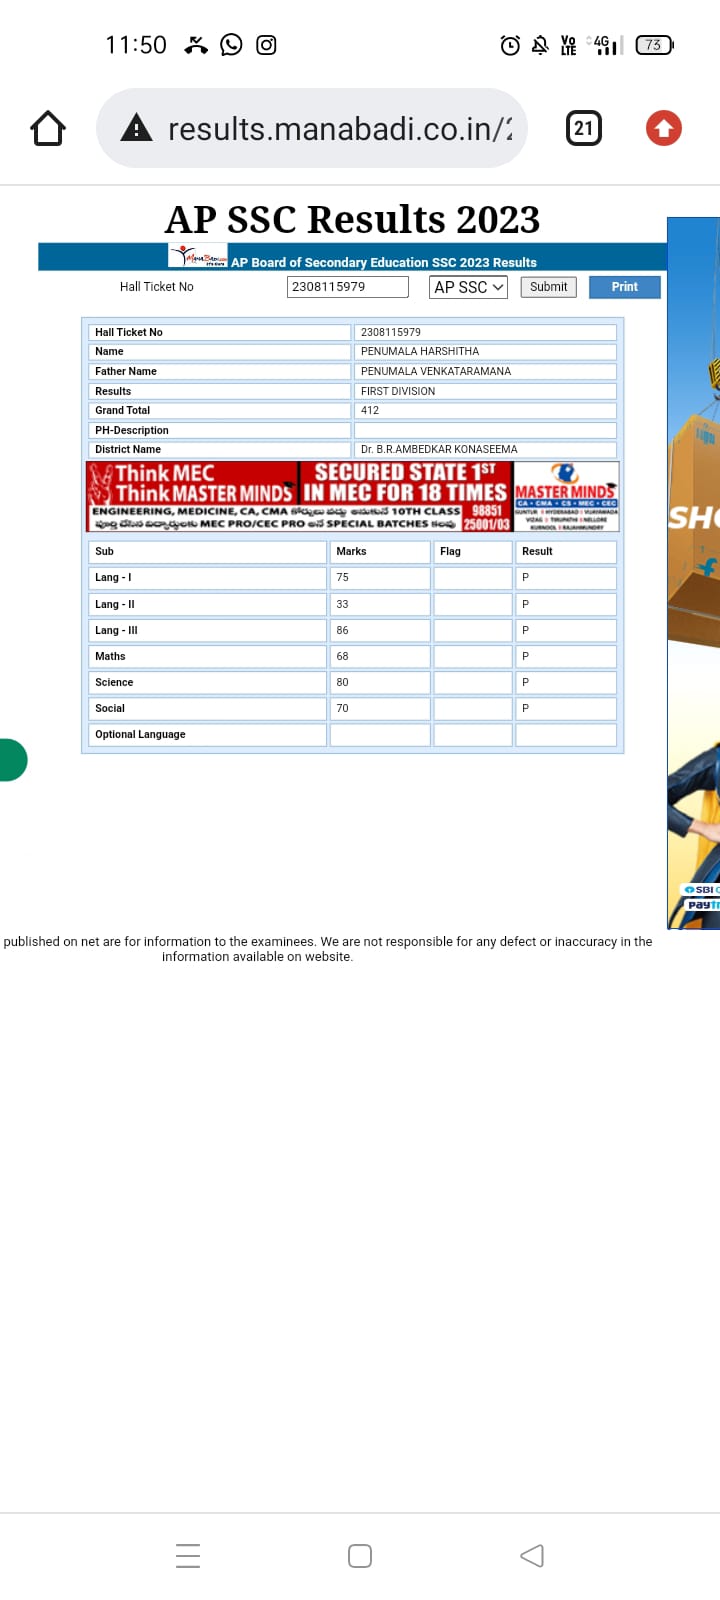 11:50 Vo LTE 4G 73
results.manabadi.co.in/2 21
AP SSC Results 2023
AP Board of Secondary Education SSC 2023 Results
Hall Ticket No 2308115979 AP SSC Submit Print
Hall Ticket No 2308115979
Name PENUMALA HARSHITHA
Father Name PENUMALA VENKATARAMANA
Results FIRST DIVISION
Grand Total 412
PH-Description
District Name Dr. B.R.AMBEDKAR KONASEEMA
Think MEC SECURED STATE 1ST
Think MASTER MINDS IN MEC FOR 18 TIMES MASTER MINDS
CA • CMA • CS • MEC • CEC
ENGINEERING, MEDICINE, CA, CMA కోర్సులు వద్దు అనుకునే 10TH CLASS 98851
GUNTUR HYDERABAD VIJAYAWADA
పూర్తి చేసిన విద్యార్థులకు MEC PRO/CEC PRO అనే SPECIAL BATCHES కలవు 25001/03
VIZAG TIRUPATHI NELLORE
KURNOOL RAJAHMUNDRY
Sub Marks Flag Result
Lang - I 75 P
Lang - II 33 P
Lang - III 86 P
Maths 68 P
Science 80 P
Social 70 P
Optional Language
SHO
SBI
Payt
published on net are for information to the examinees. We are not responsible for any defect or inaccuracy in the
information available on website.